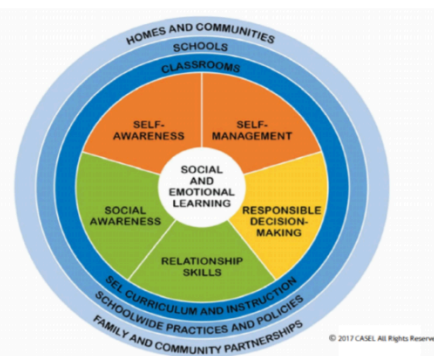 HOMES AND COMMUNITIES
SCHOOLS
CLASSROOMS
SELF-
AWARENESS
SELF-
MANAGEMENT
SOCIAL
AND
EMOTIONAL
LEARNING
SOCIAL
AWARENESS
RESPONSIBLE
DECISION-
MAKING
RELATIONSHIP
SKILLS
SEL CURRICULUM AND INSTRUCTION
SCHOOLWIDE PRACTICES AND POLICIES
FAMILY AND COMMUNITY PARTNERSHIPS
© 2017 CASEL All Rights Reserve